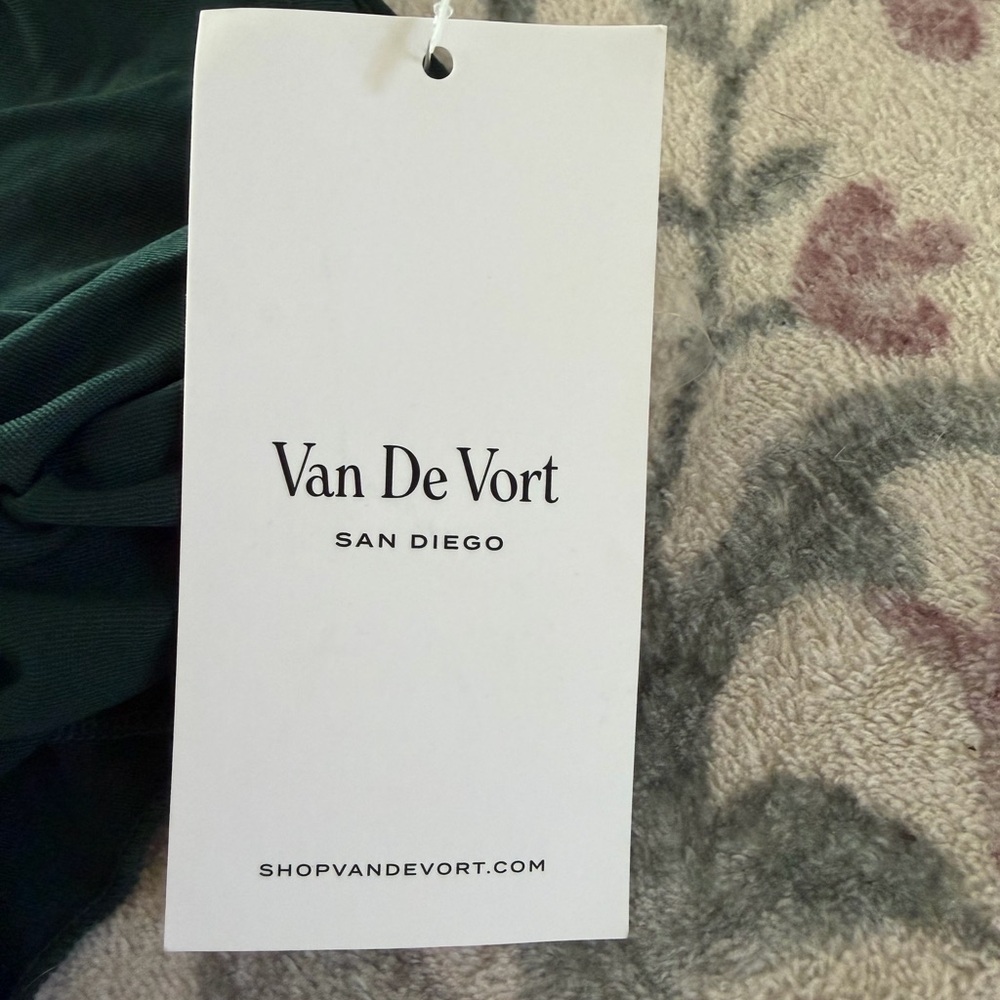 Van De Vort
SAN DIEGO
SHOPVANDEVORT.COM